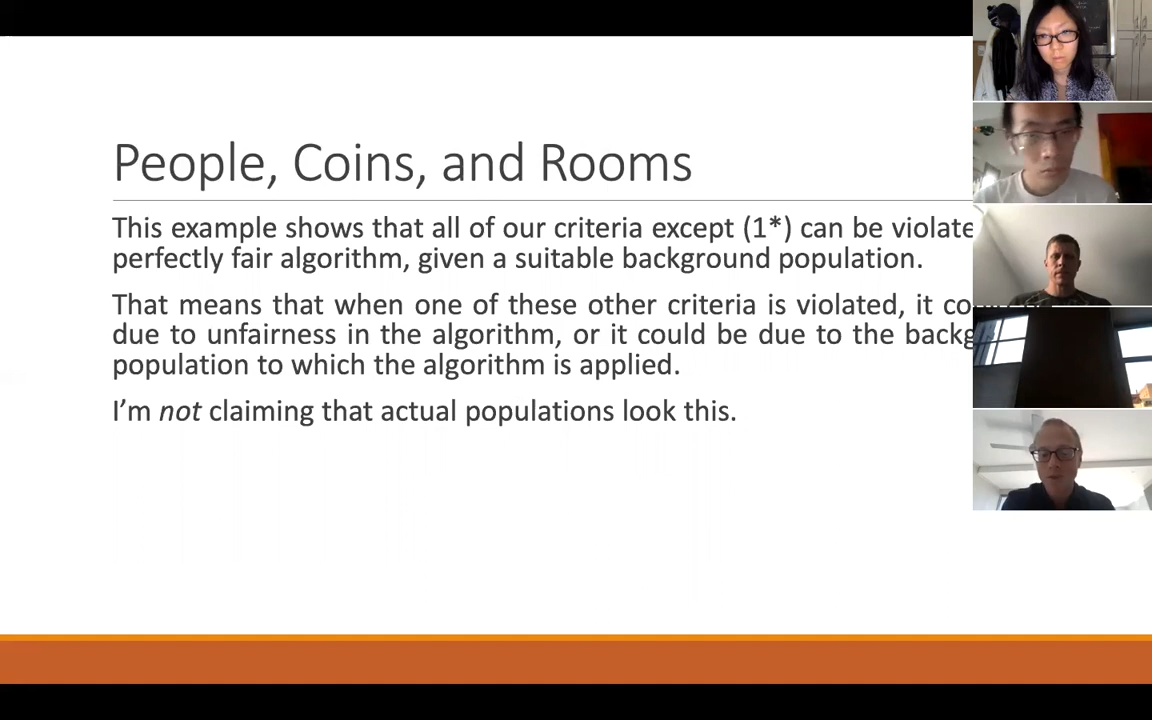 People, Coins, and Rooms
This example shows that all of our criteria except (1*) can be violate
perfectly fair algorithm, given a suitable background population.
That means that when one of these other criteria is violated, it
due to unfairness in the algorithm, or it could be due to the backg
population to which the algorithm is applied.
I’m not claiming that actual populations look this.